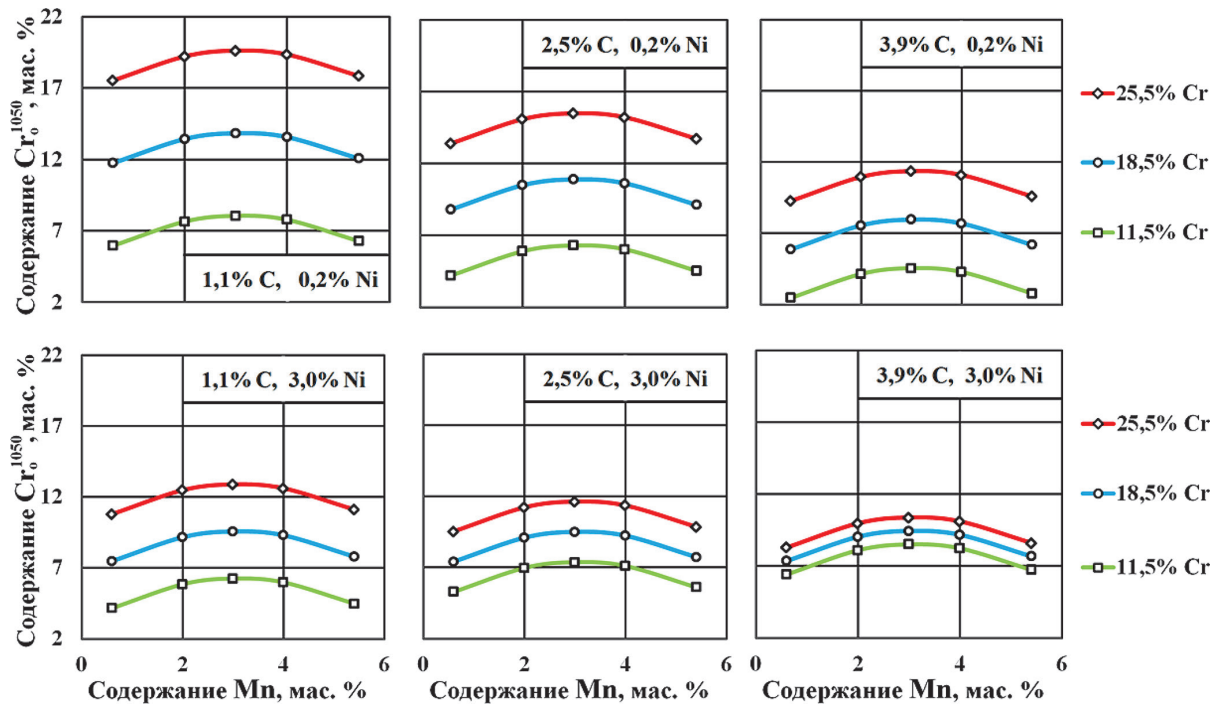 Содержание Cr₀¹⁰⁵⁰, мас. %
22
17
12
7
2
1,1% C, 0,2% Ni
2,5% C, 0,2% Ni
3,9% C, 0,2% Ni
25,5% Cr
18,5% Cr
11,5% Cr
Содержание Cr₀¹⁰⁵⁰, мас. %
22
17
12
7
2
1,1% C, 3,0% Ni
2,5% C, 3,0% Ni
3,9% C, 3,0% Ni
25,5% Cr
18,5% Cr
11,5% Cr
0 2 4 6
0 2 4 6
0 2 4 6
Содержание Mn, мас. %
Содержание Mn, мас. %
Содержание Mn, мас. %